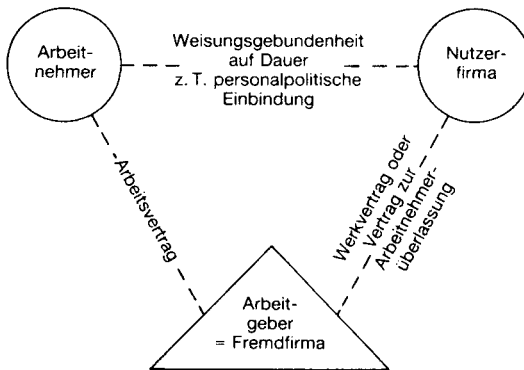 Arbeit-
nehmer
Weisungsgebundenheit
auf Dauer
z. T. personalpolitische
Einbindung
Nutzer-
firma
Arbeitsvertrag
Werkvertrag oder
Vertrag zur
Arbeitnehmer-
überlassung
Arbeit-
geber
= Fremdfirma